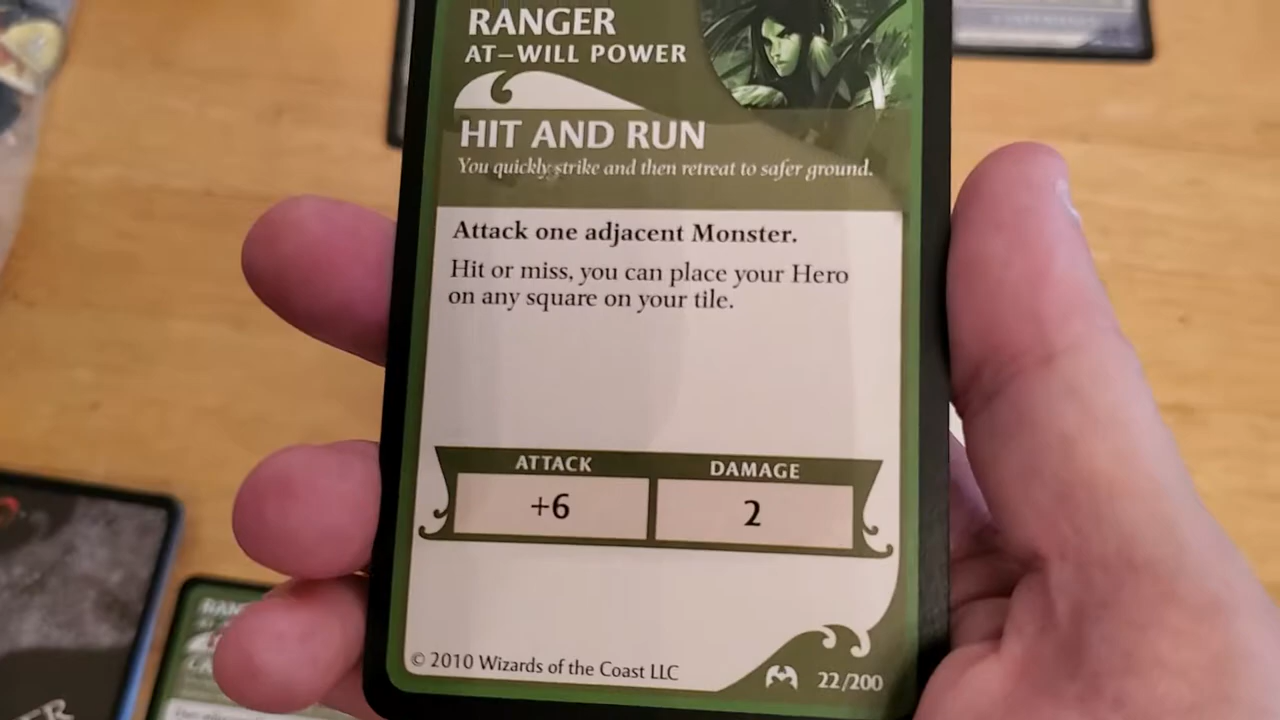 RANGER
AT-WILL POWER
HIT AND RUN
You quickly strike and then retreat to safer ground.
Attack one adjacent Monster.
Hit or miss, you can place your Hero
on any square on your tile.
ATTACK
DAMAGE
+6
2
© 2010 Wizards of the Coast LLC
22/200